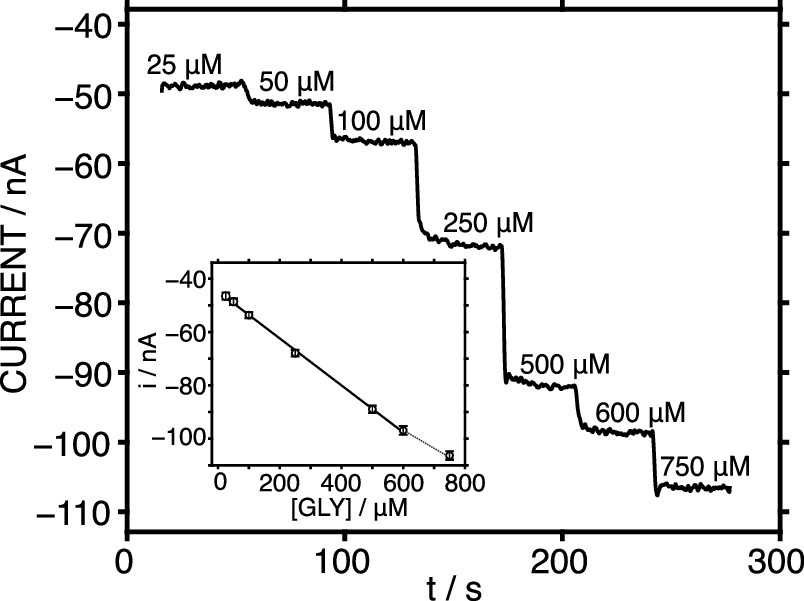 −40
−50
−60
−70
−80
−90
−100
−110
CURRENT / nA
25 µM
50 µM
100 µM
250 µM
500 µM
600 µM
750 µM
−40
−60
−80
−100
i / nA
0 200 400 600 800
[GLY] / µM
0 100 200 300
t / s